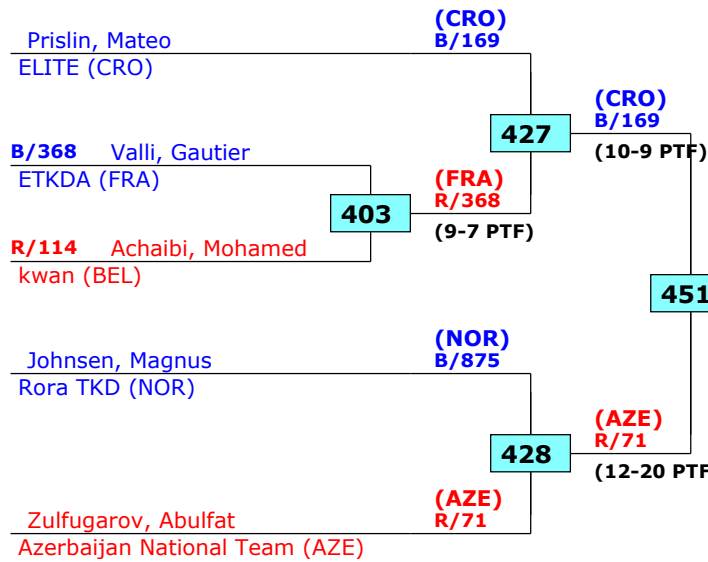 Prislin, Mateo
ELITE (CRO)
(CRO)
B/169
427
(CRO)
B/169
(10-9 PTF)
B/368 Valli, Gautier
ETKDA (FRA)
403
(FRA)
R/368
(9-7 PTF)
R/114 Achaibi, Mohamed
kwan (BEL)
451
Johnsen, Magnus
Rora TKD (NOR)
(NOR)
B/875
428
(AZE)
R/71
(12-20 PTF
Zulfugarov, Abulfat
Azerbaijan National Team (AZE)
(AZE)
R/71